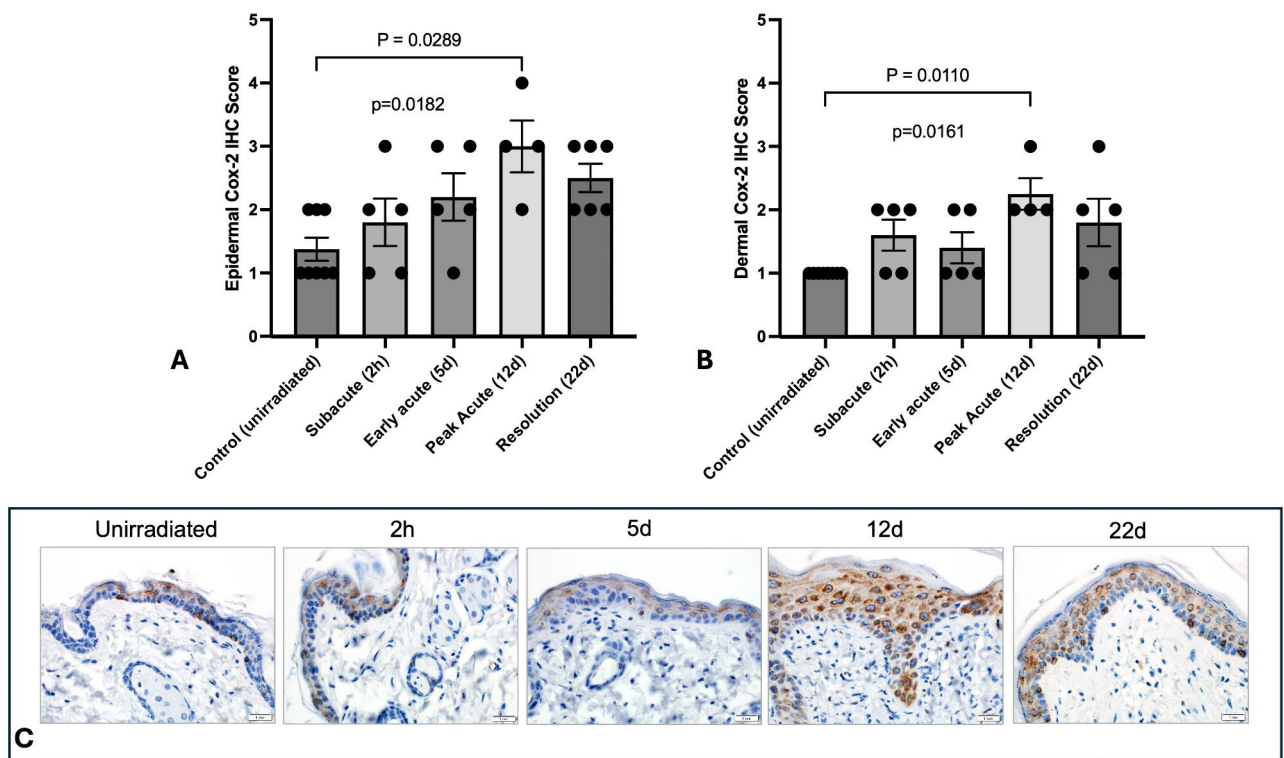 5
4
3
2
1
0
Epidermal Cox-2 IHC Score
P = 0.0289
p=0.0182
Control (unirradiated)
Subacute (2h)
Early acute (5d)
Peak Acute (12d)
Resolution (22d)
A
5
4
3
2
1
0
Dermal Cox-2 IHC Score
P = 0.0110
p=0.0161
Control (unirradiated)
Subacute (2h)
Early acute (5d)
Peak Acute (12d)
Resolution (22d)
B
Unirradiated
2h
5d
12d
22d
C